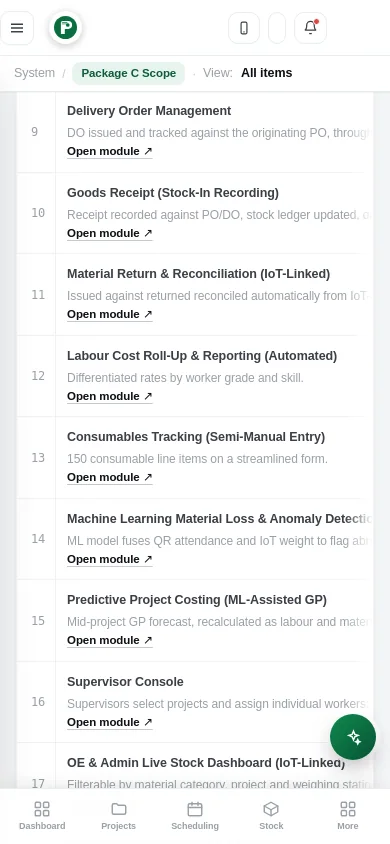 System / Package C Scope · View: All items
9
Delivery Order Management
DO issued and tracked against the originating PO, throug
Open module ↗
10
Goods Receipt (Stock-In Recording)
Receipt recorded against PO/DO, stock ledger updated,
Open module ↗
11
Material Return & Reconciliation (IoT-Linked)
Issued against returned reconciled automatically from IoT-
Open module ↗
12
Labour Cost Roll-Up & Reporting (Automated)
Differentiated rates by worker grade and skill.
Open module ↗
13
Consumables Tracking (Semi-Manual Entry)
150 consumable line items on a streamlined form.
Open module ↗
14
Machine Learning Material Loss & Anomaly Detectic
ML model fuses QR attendance and IoT weight to flag abn
Open module ↗
15
Predictive Project Costing (ML-Assisted GP)
Mid-project GP forecast, recalculated as labour and mater
Open module ↗
16
Supervisor Console
Supervisors select projects and assign individual workers
Open module ↗
17
OE & Admin Live Stock Dashboard (IoT-Linked)
Filterable by material category, project and weighing static
Dashboard Projects Scheduling Stock More